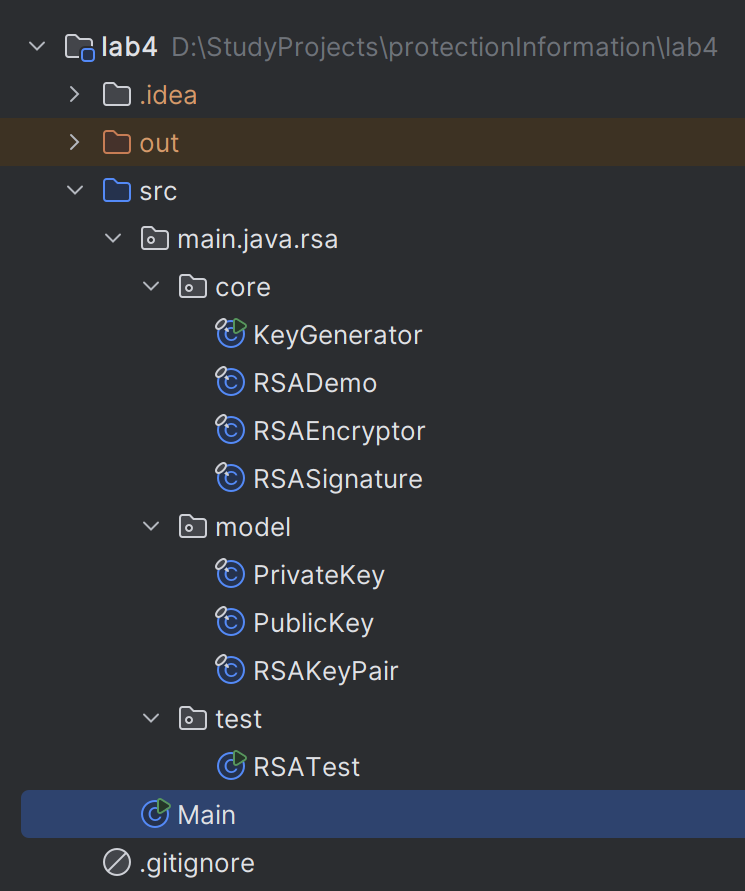 lab4 D:\StudyProjects\protectionInformation\lab4
.idea
out
src
main.java.rsa
core
KeyGenerator
RSADemo
RSAEncryptor
RSASignature
model
PrivateKey
PublicKey
RSAKeyPair
test
RSATest
Main
.gitignore